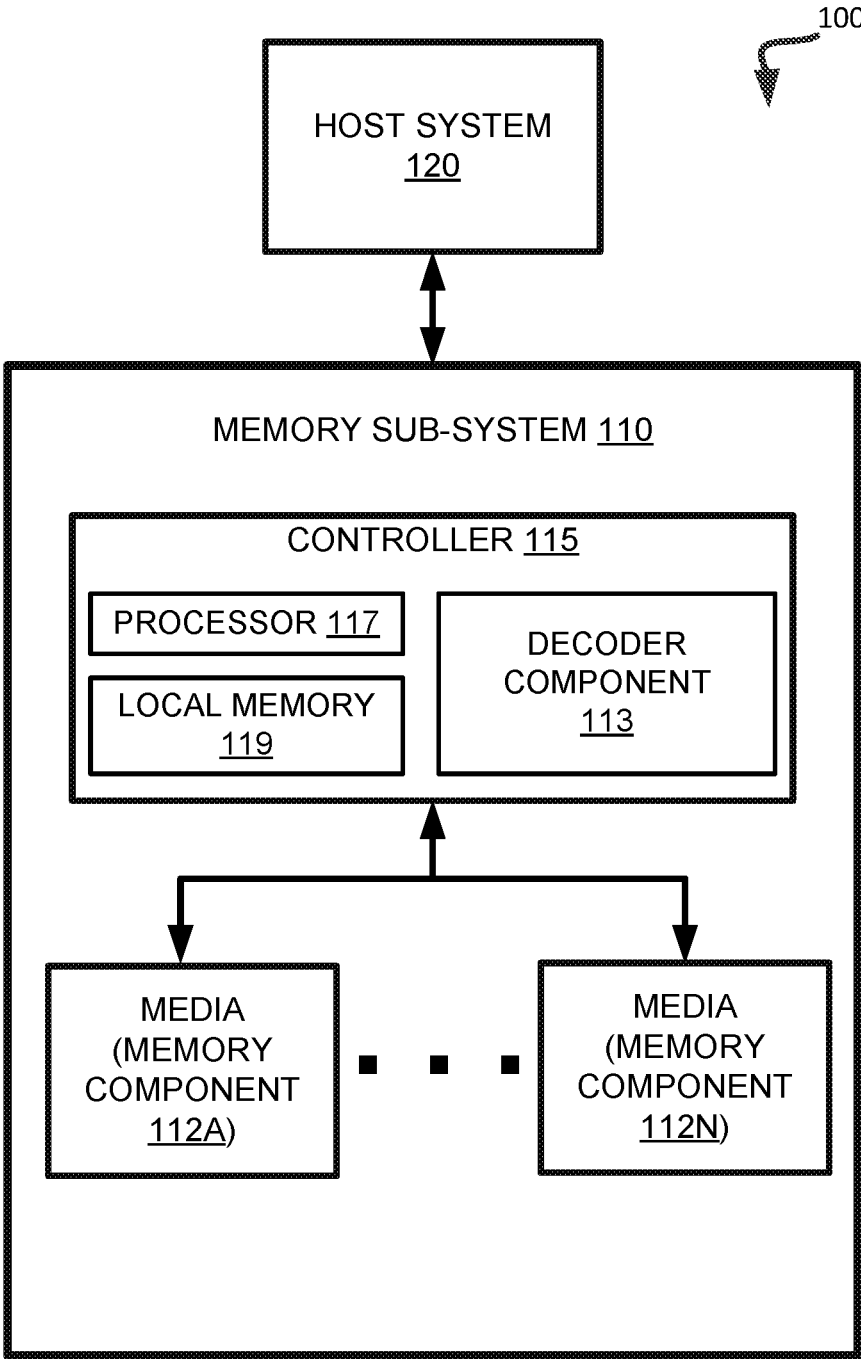 100
HOST SYSTEM
120
MEMORY SUB-SYSTEM 110
CONTROLLER 115
PROCESSOR 117
LOCAL MEMORY
119
DECODER
COMPONENT
113
MEDIA
(MEMORY
COMPONENT
112A)
MEDIA
(MEMORY
COMPONENT
112N)